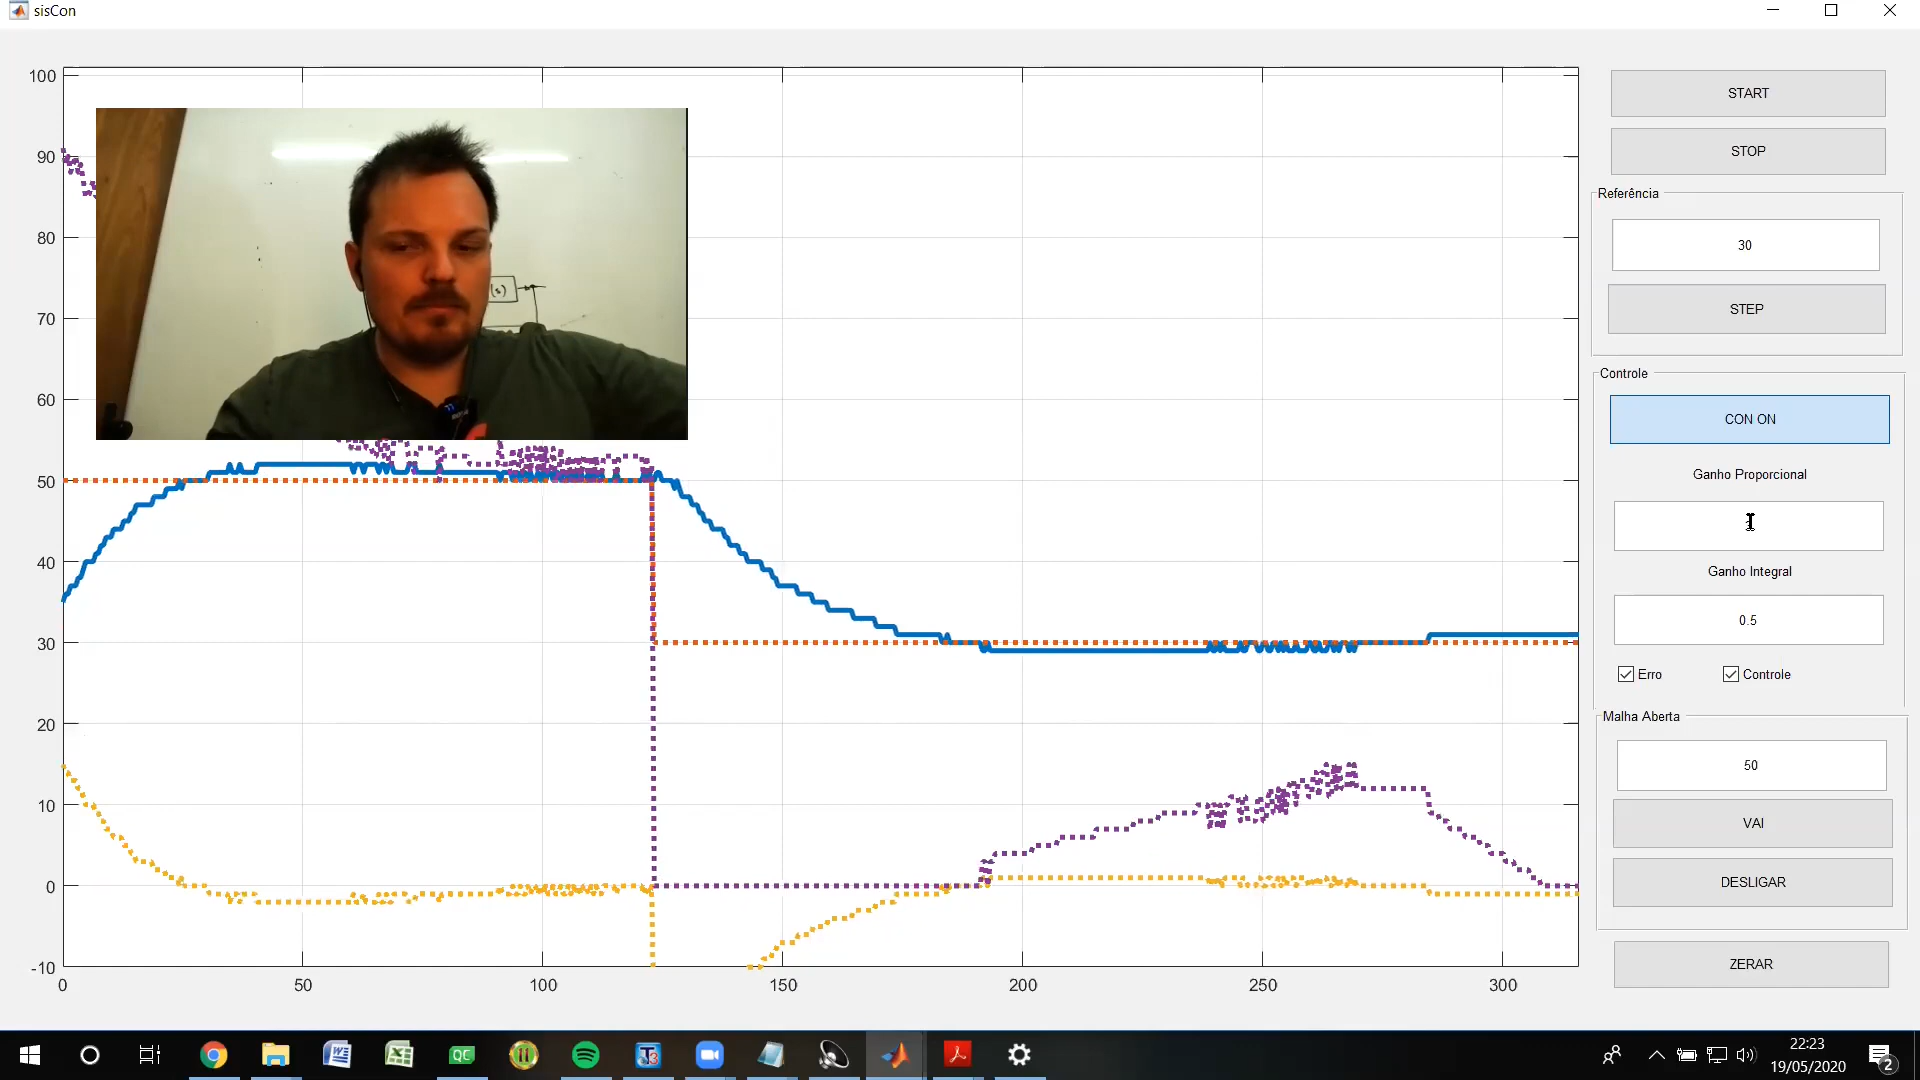 sisCon
100
90
80
70
60
50
40
30
20
10
0
-10
0
50
100
150
200
250
300
(s)
START
STOP
Referência
30
STEP
Controle
CON ON
Ganho Proporcional
Ganho Integral
0.5
Erro
Controle
Malha Aberta
50
VAI
DESLIGAR
ZERAR
QC
22:23
19/05/2020
2